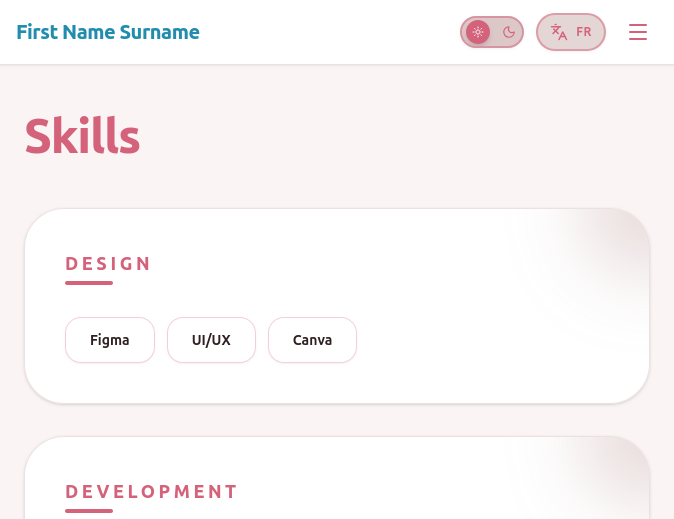 First Name Surname
FR
Skills
DESIGN
Figma
UI/UX
Canva
DEVELOPMENT